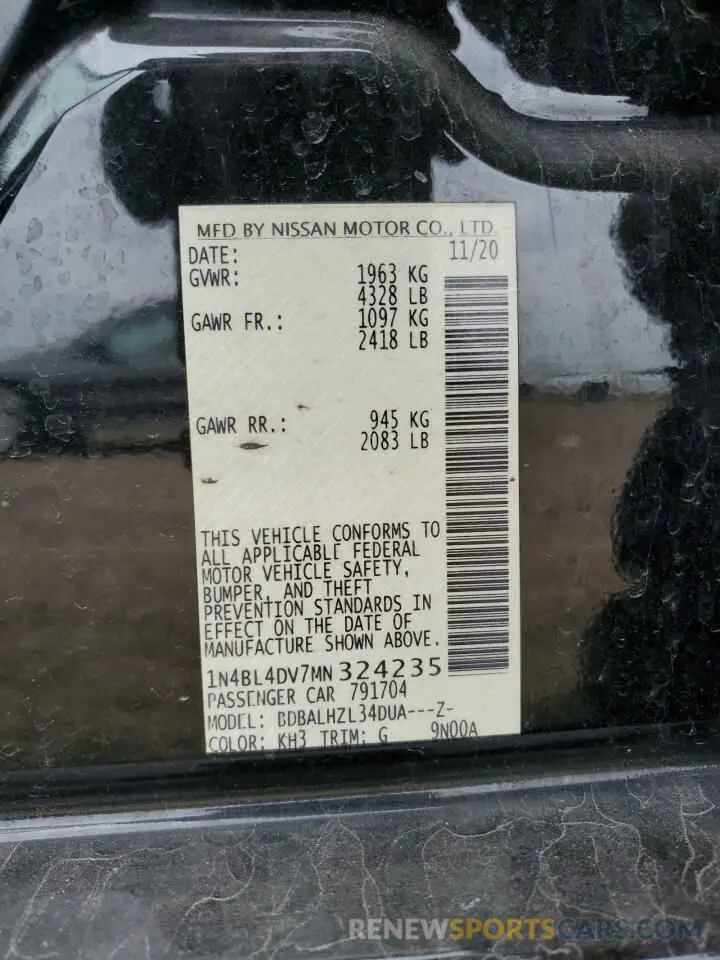 MFD BY NISSAN MOTOR CO., LTD
DATE: 11/20
GVWR: 1963 KG
4328 LB
GAWR FR.: 1097 KG
2418 LB
GAWR RR.: 945 KG
2083 LB
THIS VEHICLE CONFORMS TO
ALL APPLICABLE FEDERAL
MOTOR VEHICLE SAFETY,
BUMPER, AND THEFT
PREVENTION STANDARDS IN
EFFECT ON THE DATE OF
MANUFACTURE SHOWN ABOVE.
1N4BL4DV7MN324235
PASSENGER CAR 791704
MODEL: BDBALHZL34DUA---Z-
COLOR: KH3 TRIM: G 9N00A
RENEWSPORTSCARS.COM